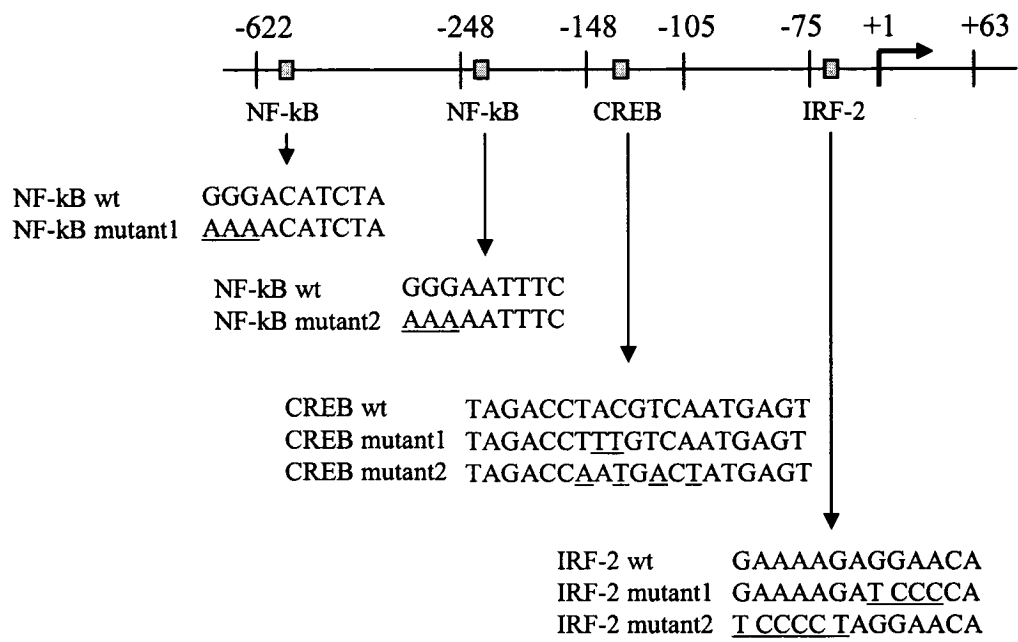 -622 -248 -148 -105 -75 +1 +63
NF-kB NF-kB CREB IRF-2
NF-kB wt GGGACATCTA
NF-kB mutant1 AAAACATCTA
NF-kB wt GGGAATTTC
NF-kB mutant2 AAAAATTTC
CREB wt TAGACCTACGTCAATGAGT
CREB mutant1 TAGACCTTTGTCAATGAGT
CREB mutant2 TAGACCAATGACTATGAGT
IRF-2 wt GAAAAGAGGAACA
IRF-2 mutant1 GAAAAGAT CCCCA
IRF-2 mutant2 T CCCC TAGGAACA